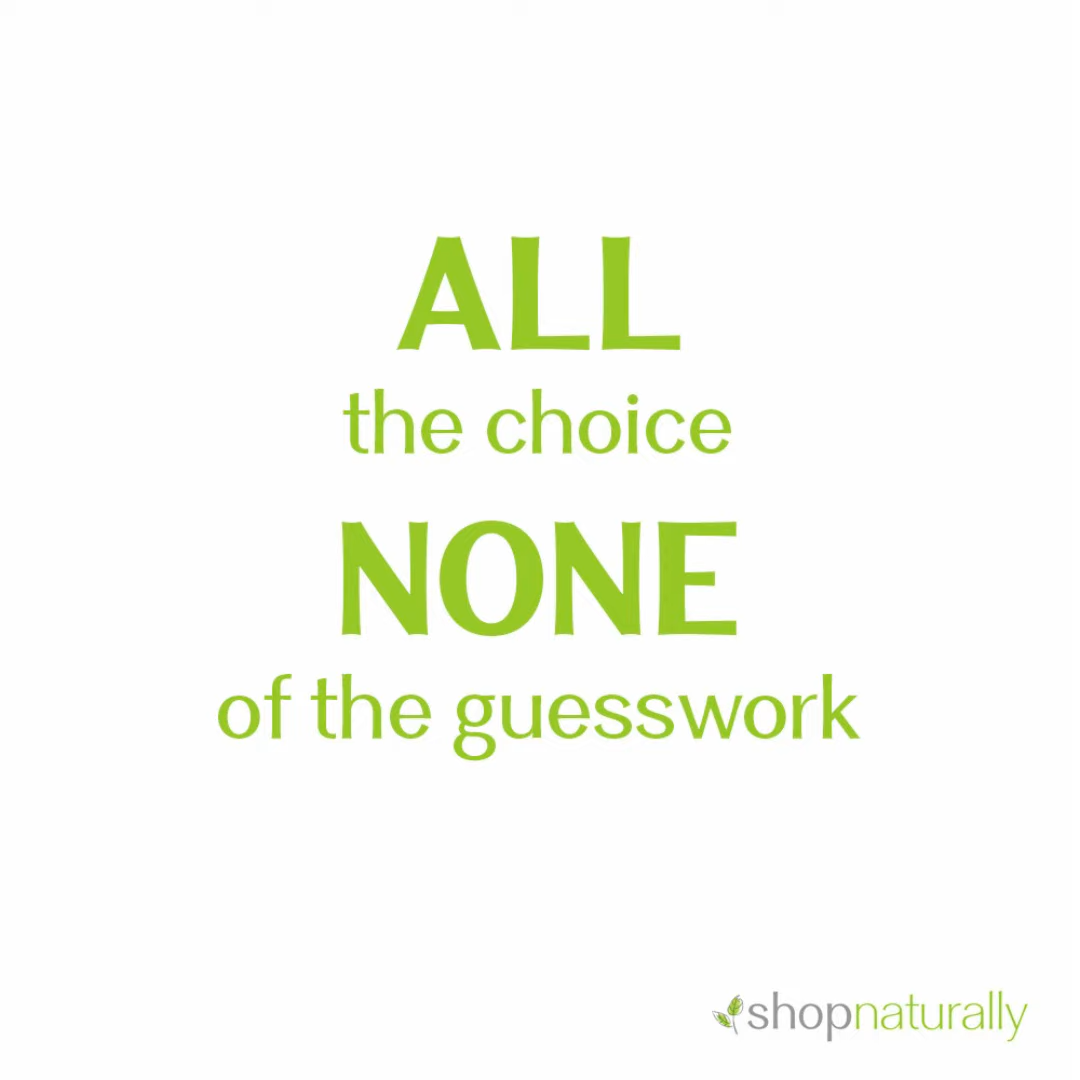 ALL
the choice
NONE
of the guesswork
shopnaturally